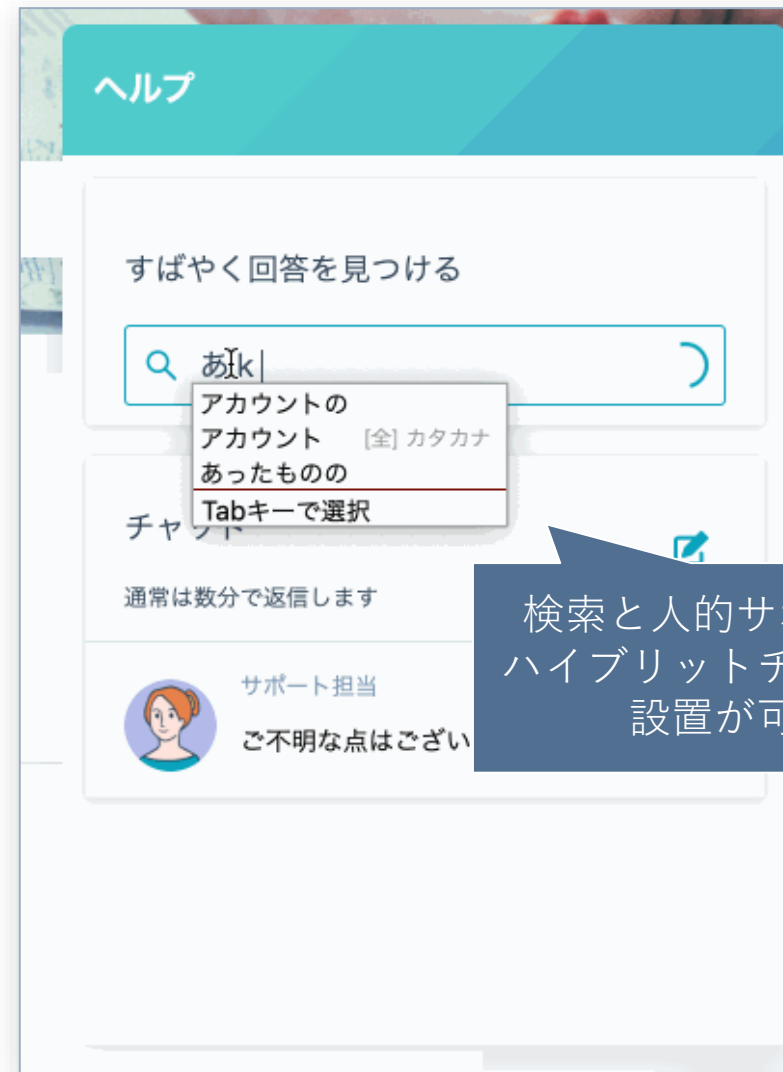 ヘルプ
すばやく回答を見つける
あk
アカウントの
アカウント [全] カタカナ
あったものの
Tabキーで選択
チャット
通常は数分で返信します
サポート担当
ご不明な点はござい
検索と人的サ
ハイブリットチ
設置が可